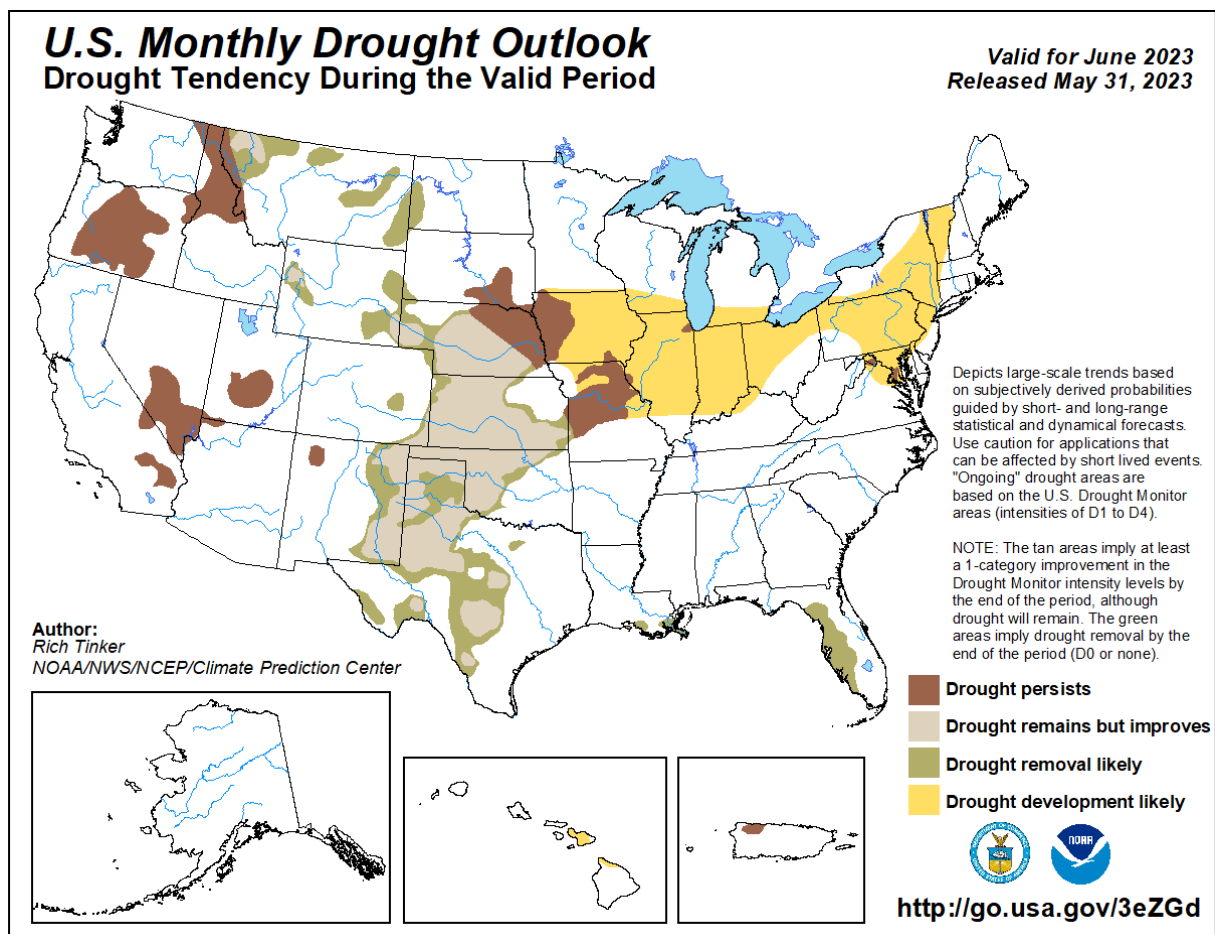 U.S. Monthly Drought Outlook
Drought Tendency During the Valid Period
Valid for June 2023
Released May 31, 2023
Depicts large-scale trends based
on subjectively derived probabilities
guided by short- and long-range
statistical and dynamical forecasts.
Use caution for applications that
can be affected by short lived events.
"Ongoing" drought areas are
based on the U.S. Drought Monitor
areas (intensities of D1 to D4).
NOTE: The tan areas imply at least
a 1-category improvement in the
Drought Monitor intensity levels by
the end of the period, although
drought will remain. The green
areas imply drought removal by the
end of the period (D0 or none).
Author:
Rich Tinker
NOAA/NWS/NCEP/Climate Prediction Center
Drought persists
Drought remains but improves
Drought removal likely
Drought development likely
NOAA
http://go.usa.gov/3eZGd